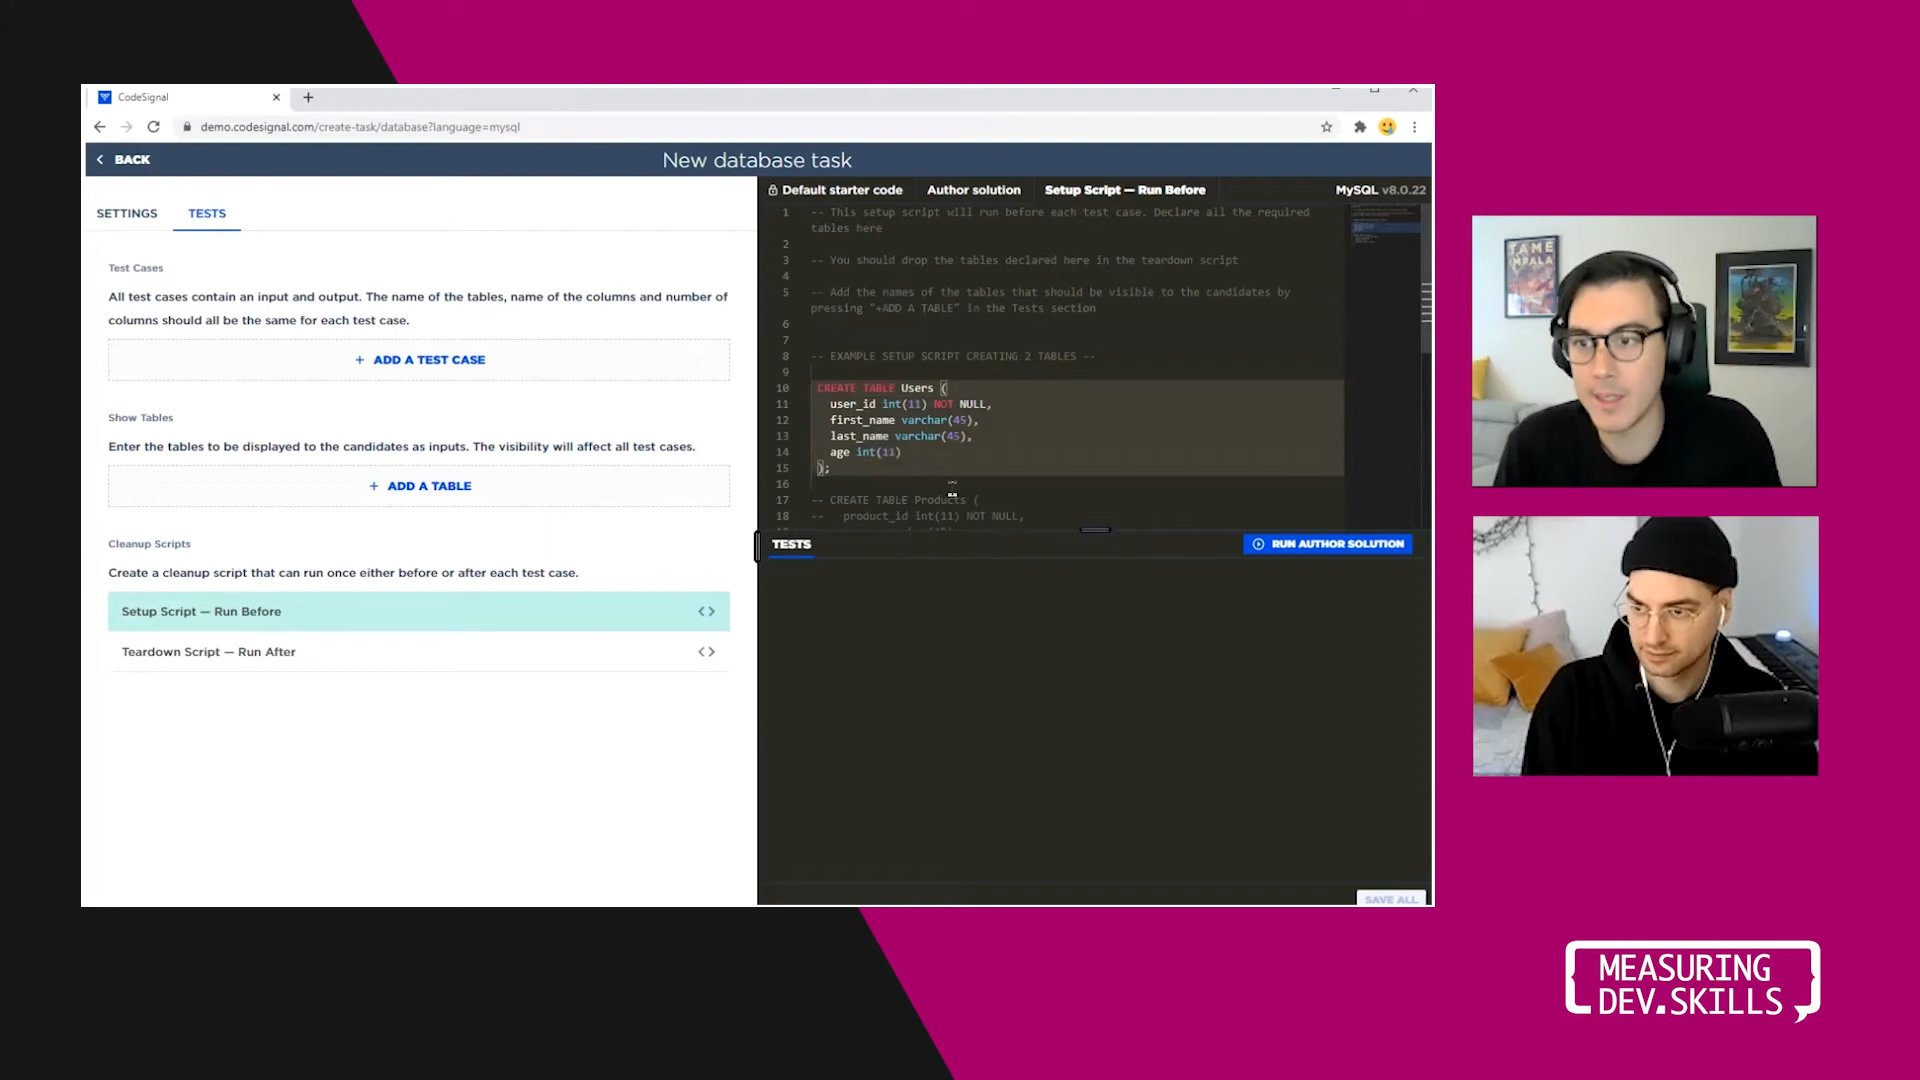 CodeSignal
demo.codesignal.com/create-task/database?language=mysql
BACK
New database task
SETTINGS
TESTS
Test Cases
All test cases contain an input and output. The name of the tables, name of the columns and number of
columns should all be the same for each test case.
+ ADD A TEST CASE
Show Tables
Enter the tables to be displayed to the candidates as inputs. The visibility will affect all test cases.
+ ADD A TABLE
Cleanup Scripts
Create a cleanup script that can run once either before or after each test case.
Setup Script — Run Before
Teardown Script — Run After
Default starter code
Author solution
Setup Script — Run Before
MySQL v8.0.22
1 -- This setup script will run before each test case. Declare all the required
tables here
2
3 -- You should drop the tables declared here in the teardown script
4
5 -- Add the names of the tables that should be visible to the candidates by
pressing "+ADD A TABLE" in the Tests section
6
7
8 -- EXAMPLE SETUP SCRIPT CREATING 2 TABLES --
9
10 CREATE TABLE Users (
11 user_id int(11) NOT NULL,
12 first_name varchar(45),
13 last_name varchar(45),
14 age int(11)
15 );
16
17 -- CREATE TABLE Products (
18 -- product_id int(11) NOT NULL,
TESTS
RUN AUTHOR SOLUTION
SAVE ALL
TAME
IMPALA
MEASURING
DEV.SKILLS